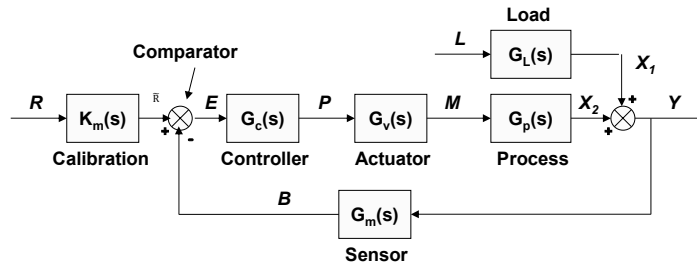 Load
L
G_L(s)
X_1
Comparator
R
K_m(s)
R̅
+
-
E
G_c(s)
P
G_v(s)
M
G_p(s)
X_2
+
+
Y
Calibration
Controller
Actuator
Process
B
G_m(s)
Sensor